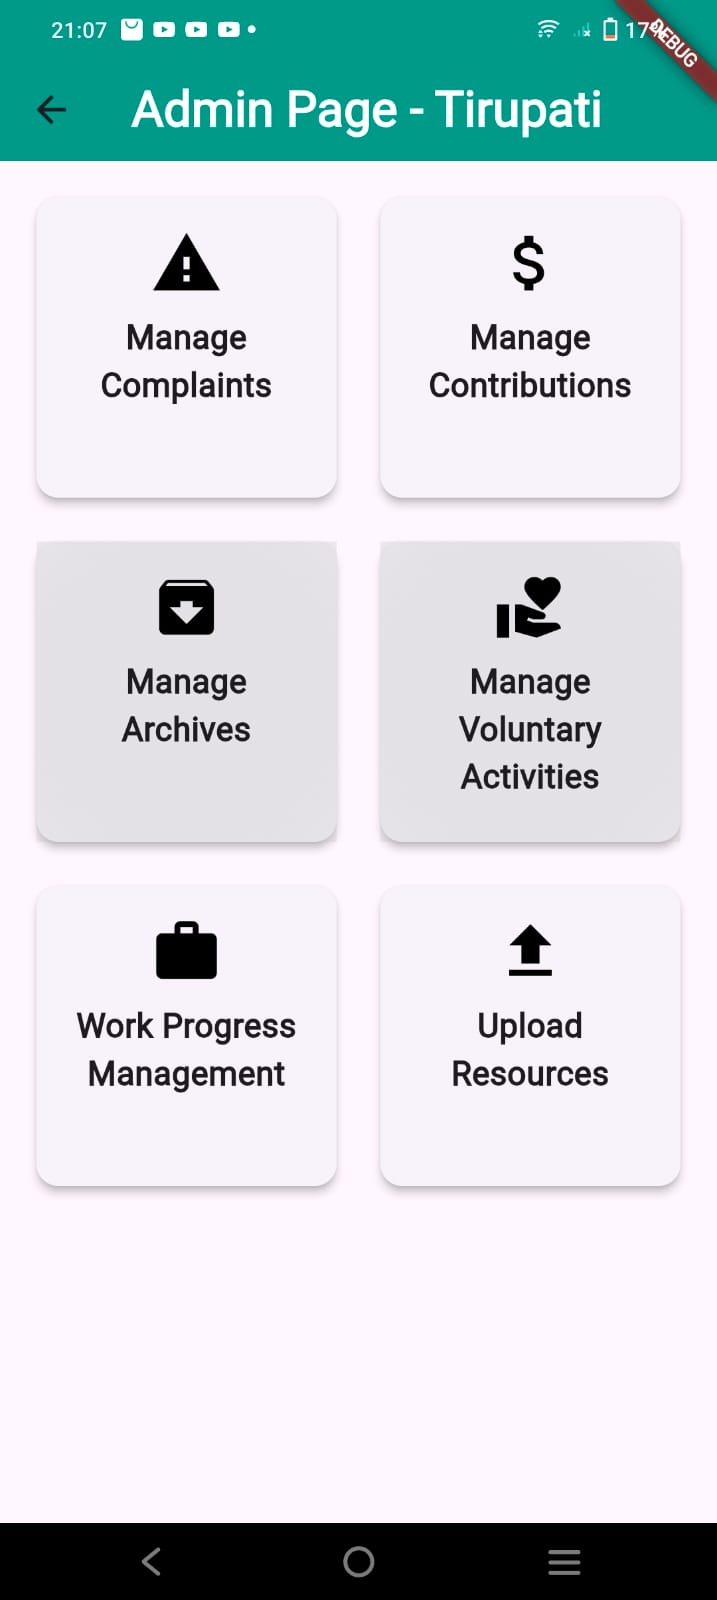 21:07
17%
DEBUG
Admin Page - Tirupati
Manage
Complaints
Manage
Contributions
Manage
Archives
Manage
Voluntary
Activities
Work Progress
Management
Upload
Resources